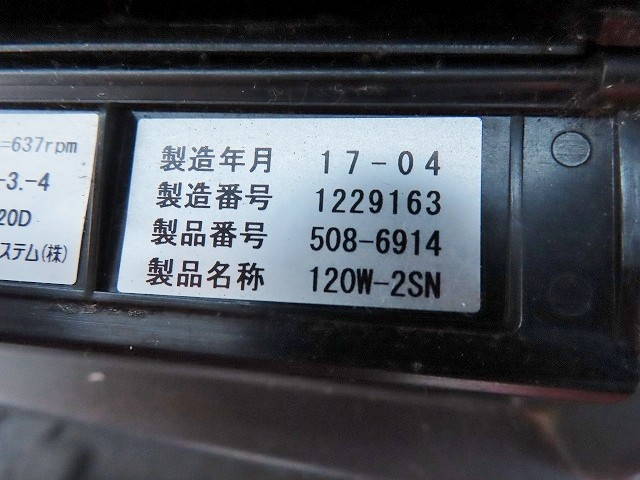 =637rpm
-3.-4
20D
ステム(株)
製造年月 17-04
製造番号 1229163
製品番号 508-6914
製品名称 120W-2SN